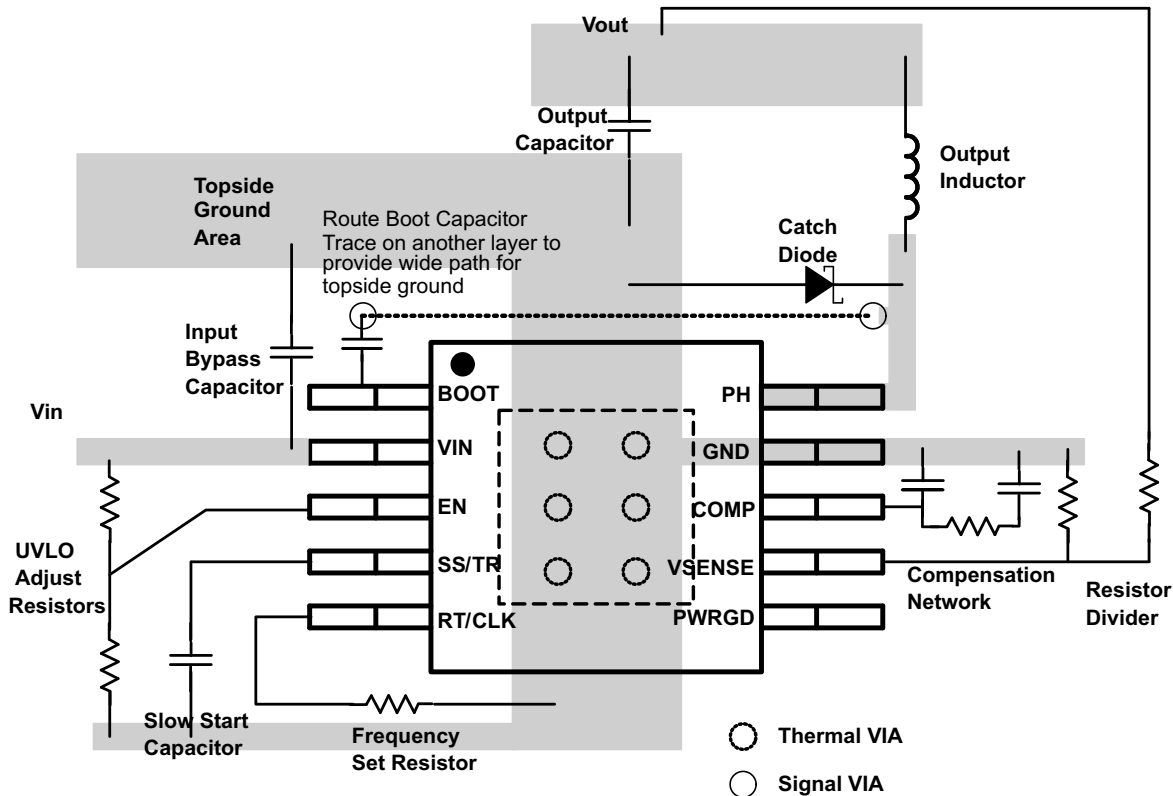 Vout
Output
Capacitor
Output
Inductor
Topside
Ground
Area
Route Boot Capacitor
Trace on another layer to
provide wide path for
topside ground
Catch
Diode
Input
Bypass
Capacitor
Vin
BOOT
PH
VIN
GND
EN
COMP
SS/TR
VSENSE
RT/CLK
PWRGD
UVLO
Adjust
Resistors
Compensation
Network
Resistor
Divider
Slow Start
Capacitor
Frequency
Set Resistor
Thermal VIA
Signal VIA